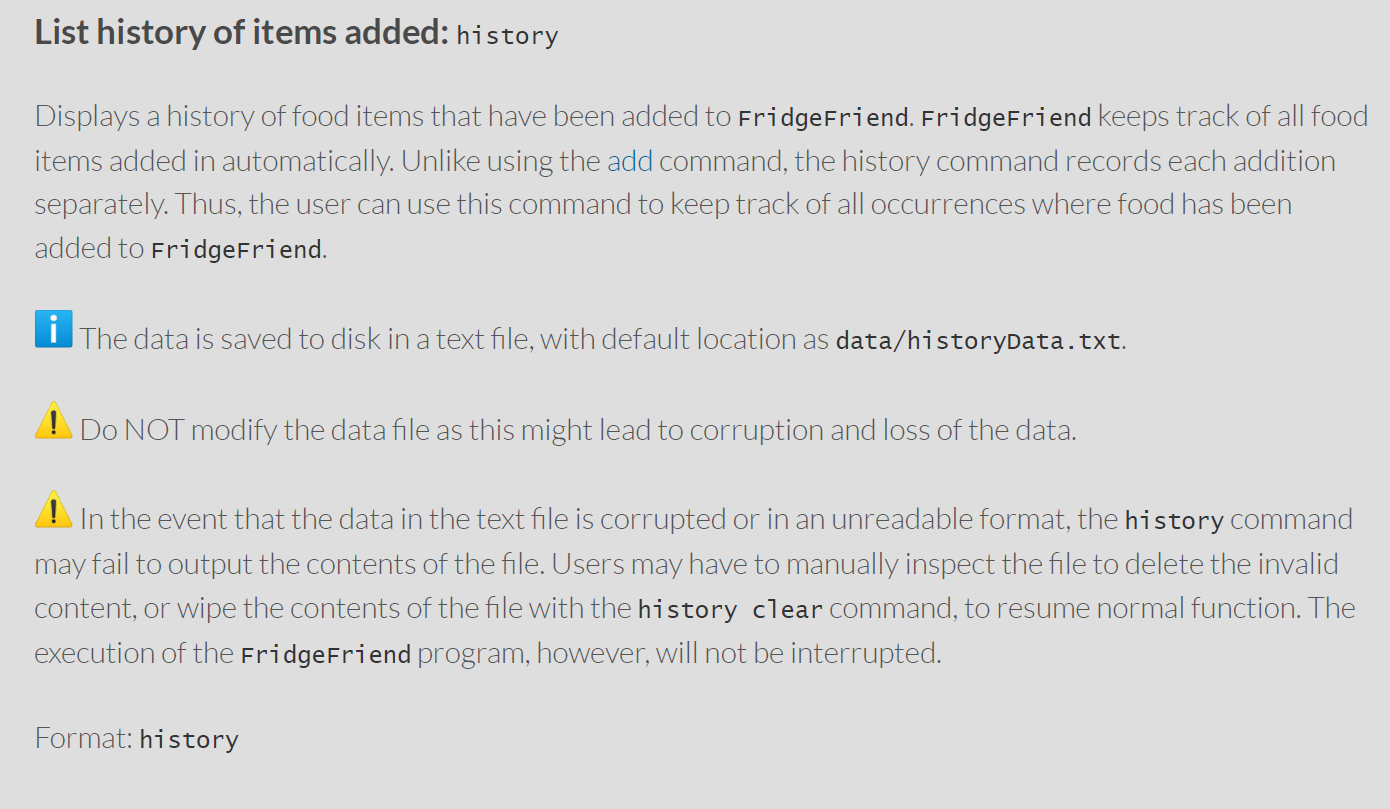 List history of items added: history
Displays a history of food items that have been added to FridgeFriend. FridgeFriend keeps track of all food
items added in automatically. Unlike using the add command, the history command records each addition
separately. Thus, the user can use this command to keep track of all occurrences where food has been
added to FridgeFriend.
ℹ️ The data is saved to disk in a text file, with default location as data/historyData.txt.
⚠️ Do NOT modify the data file as this might lead to corruption and loss of the data.
⚠️ In the event that the data in the text file is corrupted or in an unreadable format, the history command
may fail to output the contents of the file. Users may have to manually inspect the file to delete the invalid
content, or wipe the contents of the file with the history clear command, to resume normal function. The
execution of the FridgeFriend program, however, will not be interrupted.
Format: history